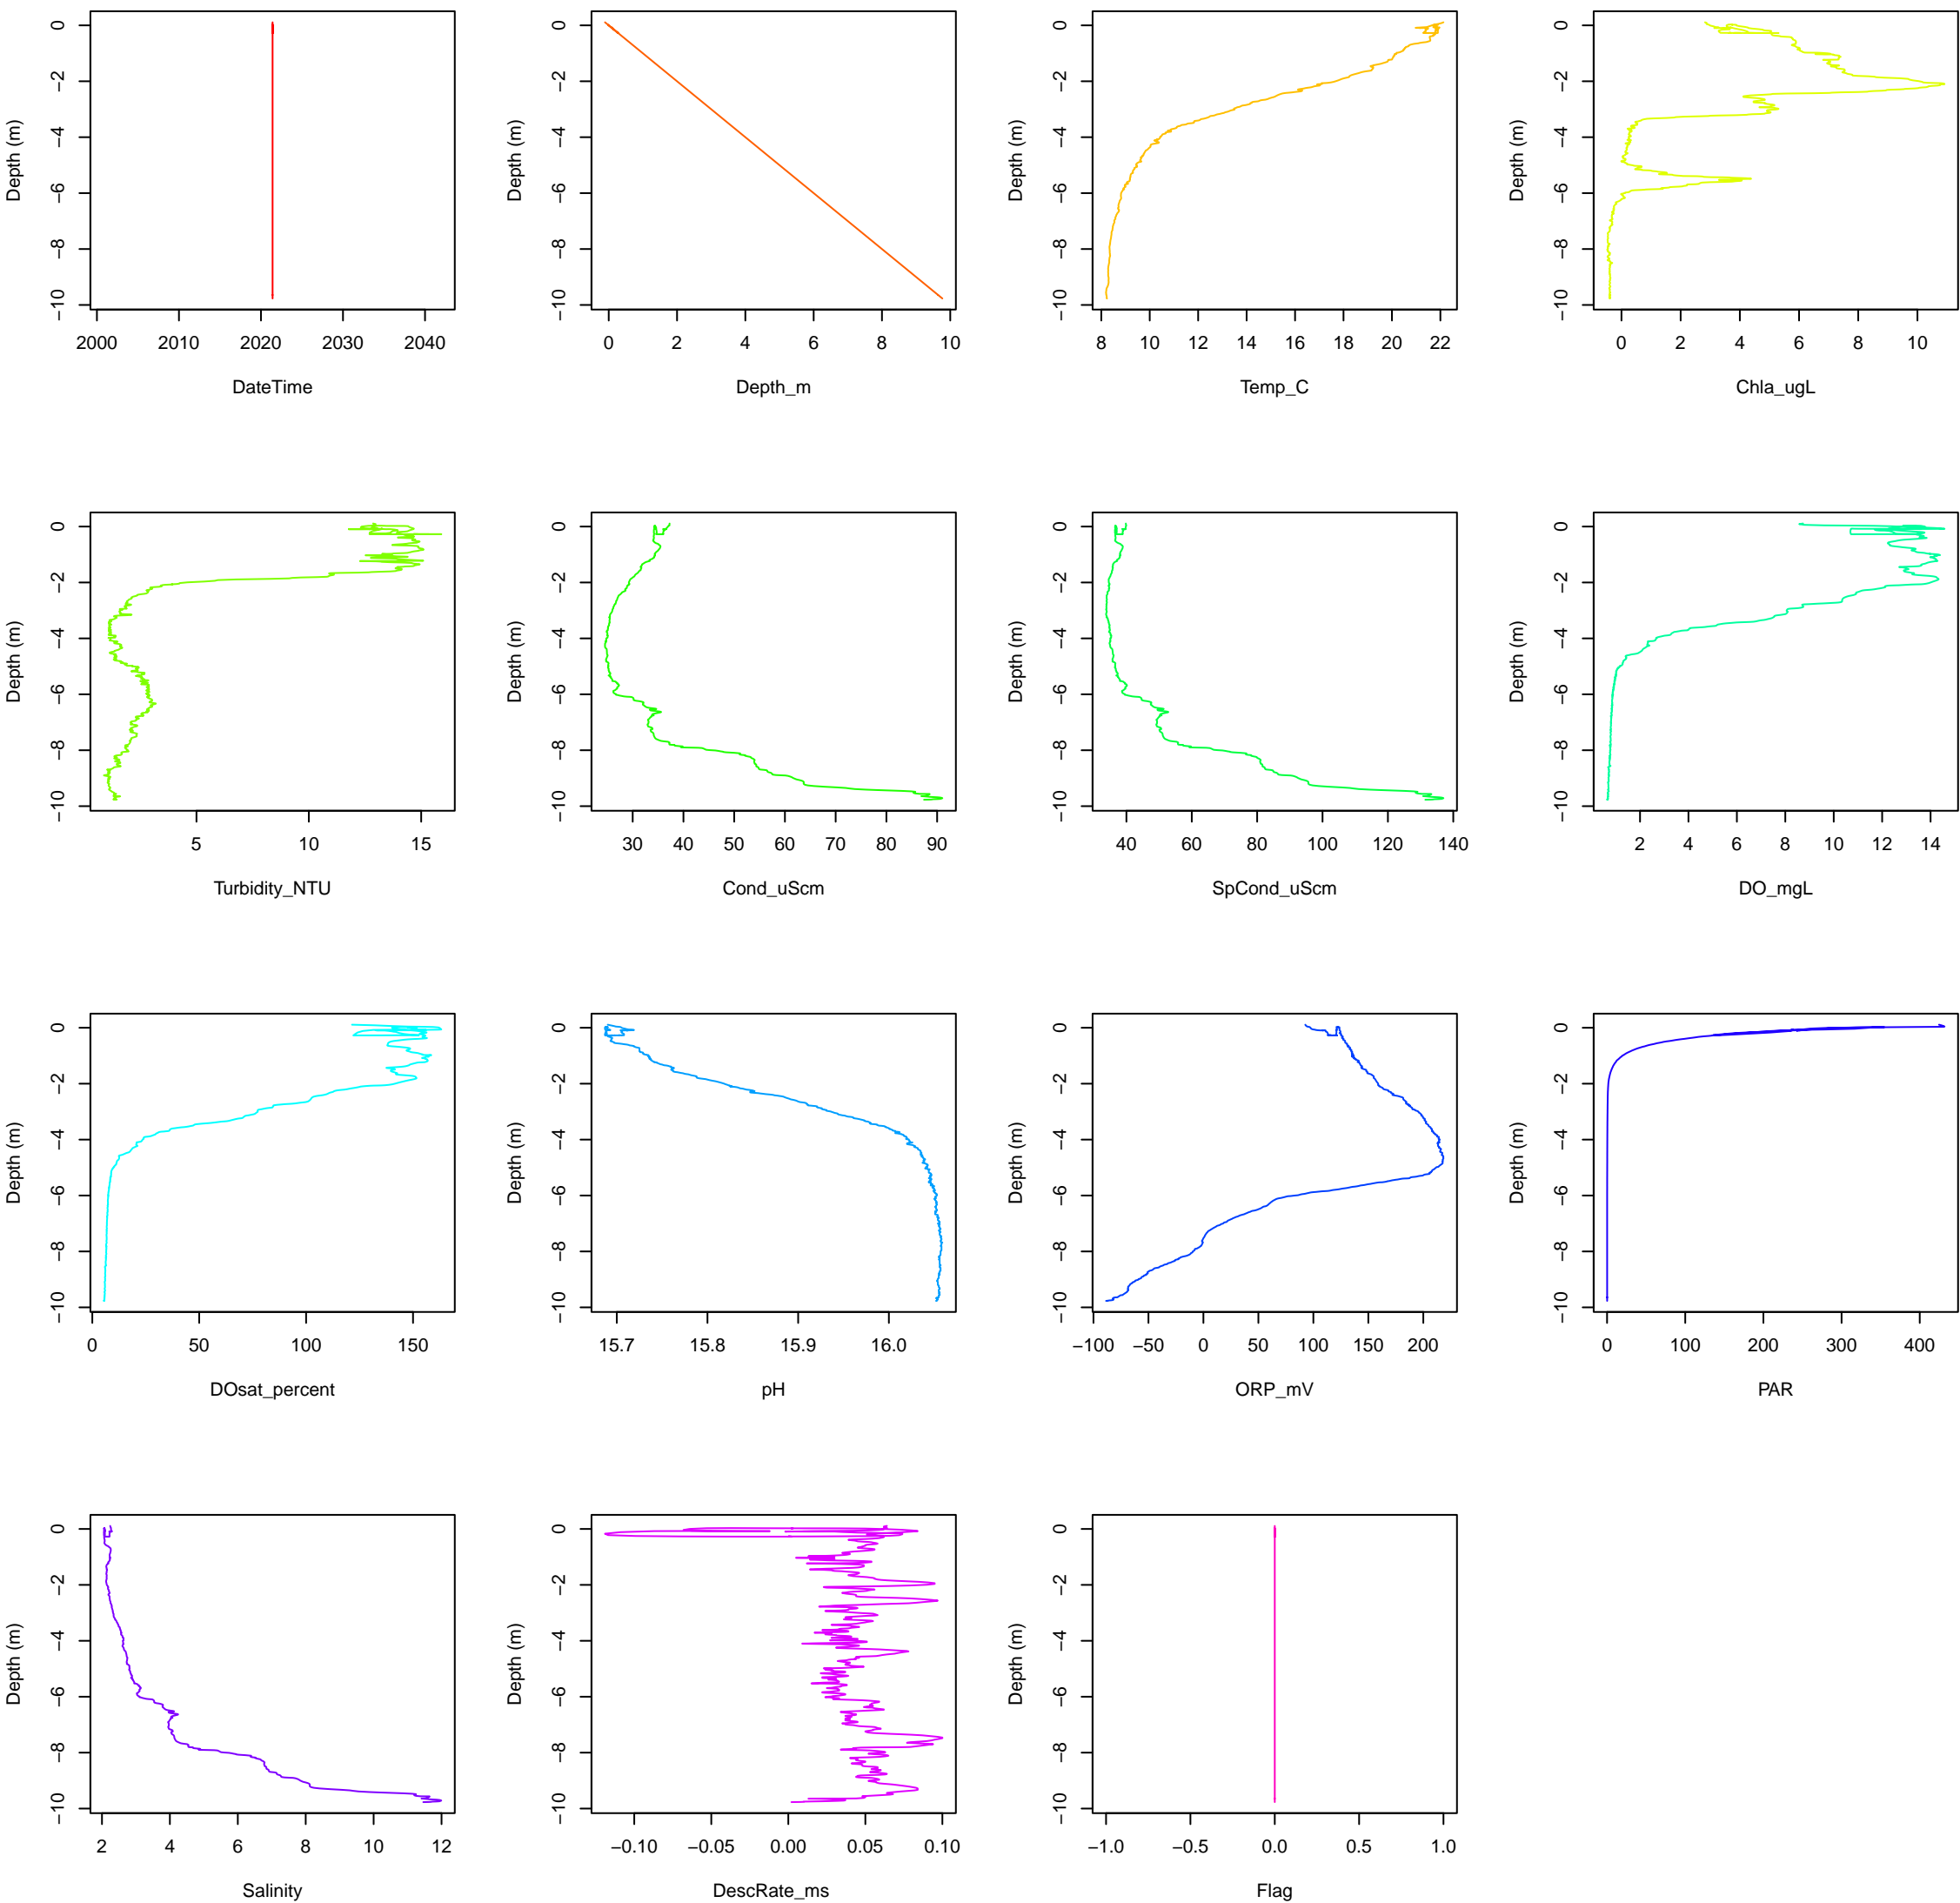 Depth (m)
0
−2
−4
−6
−8
−10
2000 2010 2020 2030 2040
DateTime
Depth (m)
0
−2
−4
−6
−8
−10
0 2 4 6 8 10
Depth_m
Depth (m)
0
−2
−4
−6
−8
−10
8 10 12 14 16 18 20 22
Temp_C
Depth (m)
0
−2
−4
−6
−8
−10
0 2 4 6 8 10
Chla_ugL
Depth (m)
0
−2
−4
−6
−8
−10
5 10 15
Turbidity_NTU
Depth (m)
0
−2
−4
−6
−8
−10
30 40 50 60 70 80 90
Cond_uScm
Depth (m)
0
−2
−4
−6
−8
−10
40 60 80 100 120 140
SpCond_uScm
Depth (m)
0
−2
−4
−6
−8
−10
2 4 6 8 10 12 14
DO_mgL
Depth (m)
0
−2
−4
−6
−8
−10
0 50 100 150
DOsat_percent
Depth (m)
0
−2
−4
−6
−8
−10
15.7 15.8 15.9 16.0
pH
Depth (m)
0
−2
−4
−6
−8
−10
−100 −50 0 50 100 150 200
ORP_mV
Depth (m)
0
−2
−4
−6
−8
−10
0 100 200 300 400
PAR
Depth (m)
0
−2
−4
−6
−8
−10
2 4 6 8 10 12
Salinity
Depth (m)
0
−2
−4
−6
−8
−10
−0.10 −0.05 0.00 0.05 0.10
DescRate_ms
Depth (m)
0
−2
−4
−6
−8
−10
−1.0 −0.5 0.0 0.5 1.0
Flag